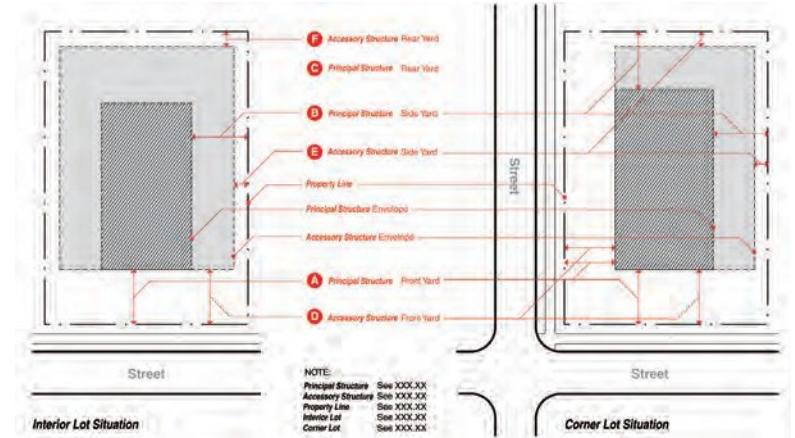 F Accessory Structure Rear Yard
C Principal Structure Rear Yard
B Principal Structure Side Yard
E Accessory Structure Side Yard
Property Line
Principal Structure Envelope
Accessory Structure Envelope
A Principal Structure Front Yard
D Accessory Structure Front Yard
Street
Street
Street
NOTE:
Principal Structure See XXX.XX
Accessory Structure See XXX.XX
Property Line See XXX.XX
Interior Lot See XXX.XX
Corner Lot See XXX.XX
Interior Lot Situation
Corner Lot Situation